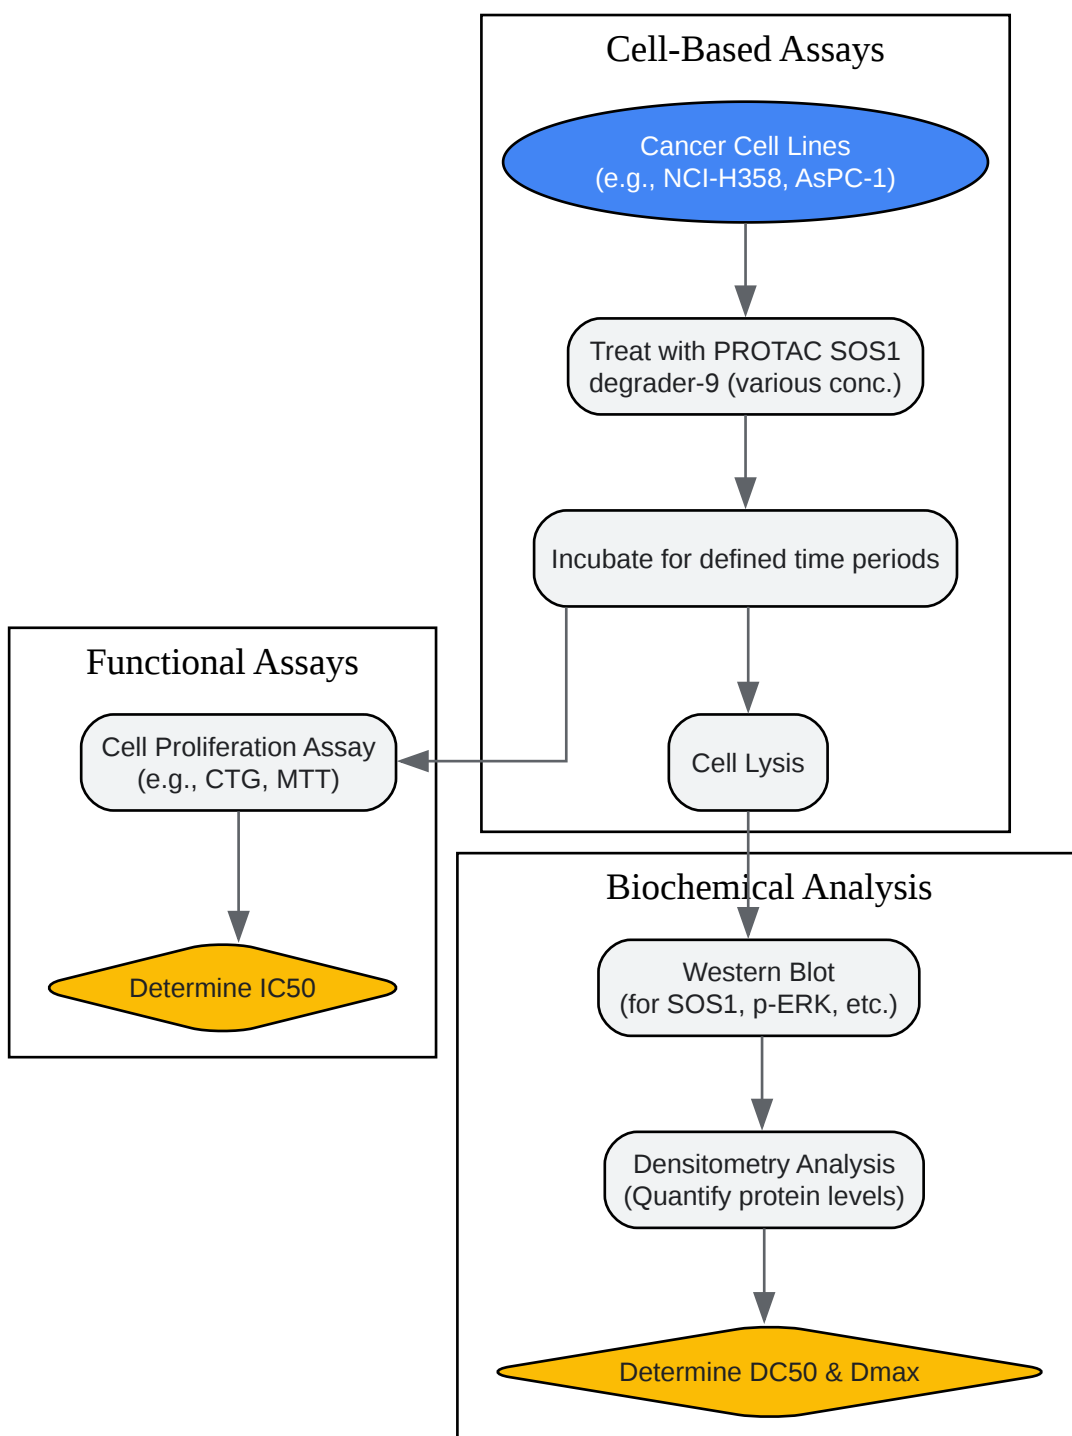 Cell-Based Assays
Cancer Cell Lines
(e.g., NCI-H358, AsPC-1)
Treat with PROTAC SOS1
degrader-9 (various conc.)
Incubate for defined time periods
Cell Lysis
Functional Assays
Cell Proliferation Assay
(e.g., CTG, MTT)
Determine IC50
Biochemical Analysis
Western Blot
(for SOS1, p-ERK, etc.)
Densitometry Analysis
(Quantify protein levels)
Determine DC50 & Dmax